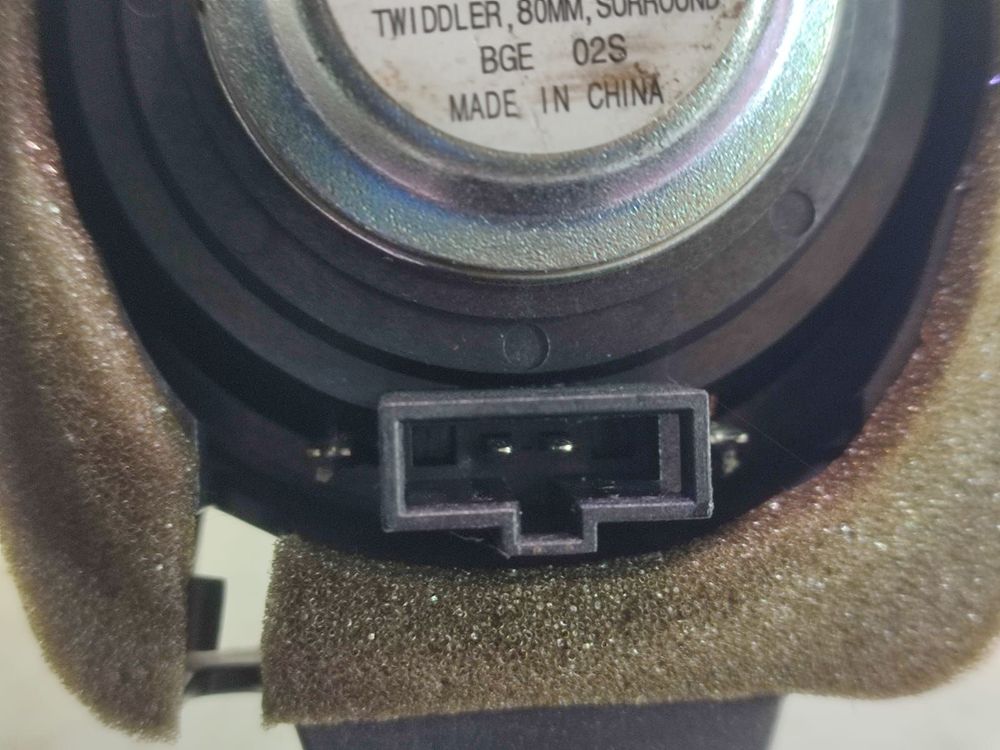 TWIDDLER, 80MM, SURROUND
BGE 02S
MADE IN CHINA